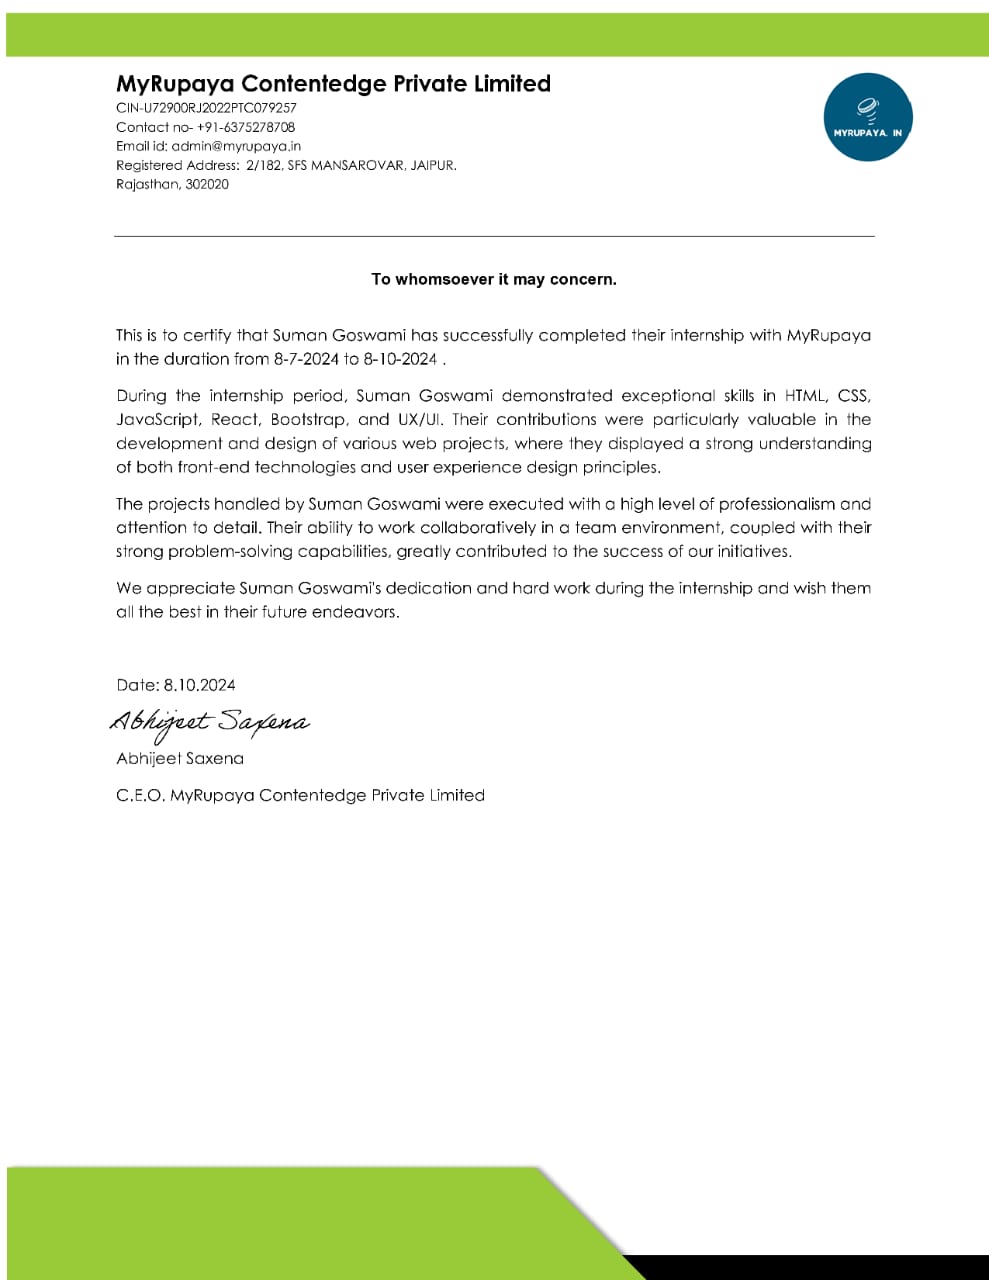 MyRupaya Contentedge Private Limited
CIN-U72900RJ2022PTC079257
Contact no- +91-6375278708
Email id: admin@myrupaya.in
Registered Address:  2/182, SFS MANSAROVAR, JAIPUR.
Rajasthan, 302020
MYRUPAYA. IN
To whomsoever it may concern.
This is to certify that Suman Goswami has successfully completed their internship with MyRupaya
in the duration from 8-7-2024 to 8-10-2024 .
During the internship period, Suman Goswami demonstrated exceptional skills in HTML, CSS,
JavaScript, React, Bootstrap, and UX/UI. Their contributions were particularly valuable in the
development and design of various web projects, where they displayed a strong understanding
of both front-end technologies and user experience design principles.
The projects handled by Suman Goswami were executed with a high level of professionalism and
attention to detail. Their ability to work collaboratively in a team environment, coupled with their
strong problem-solving capabilities, greatly contributed to the success of our initiatives.
We appreciate Suman Goswami's dedication and hard work during the internship and wish them
all the best in their future endeavors.
Date: 8.10.2024
Abhijeet Saxena
Abhijeet Saxena
C.E.O. MyRupaya Contentedge Private Limited